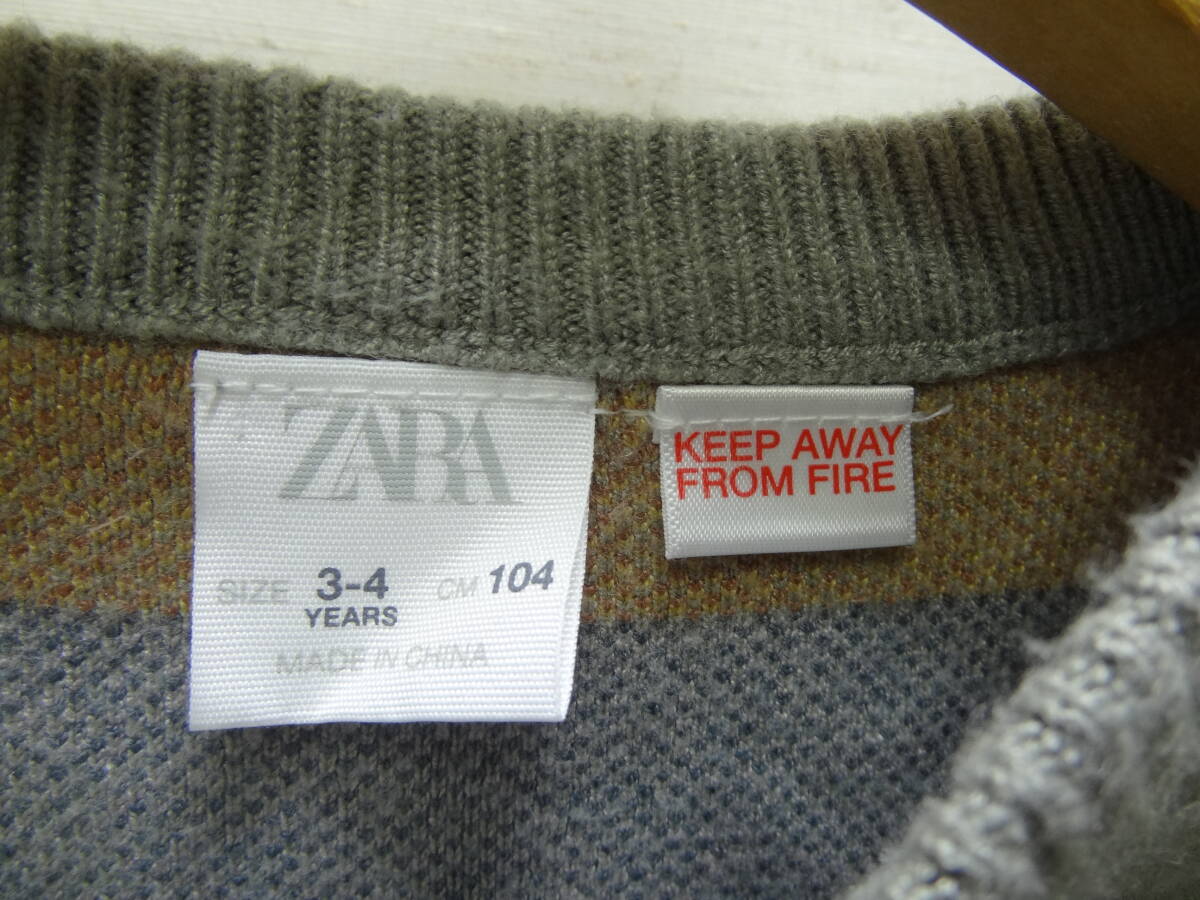 ZARA
SIZE 3-4 CM 104
YEARS
MADE IN CHINA
KEEP AWAY
FROM FIRE